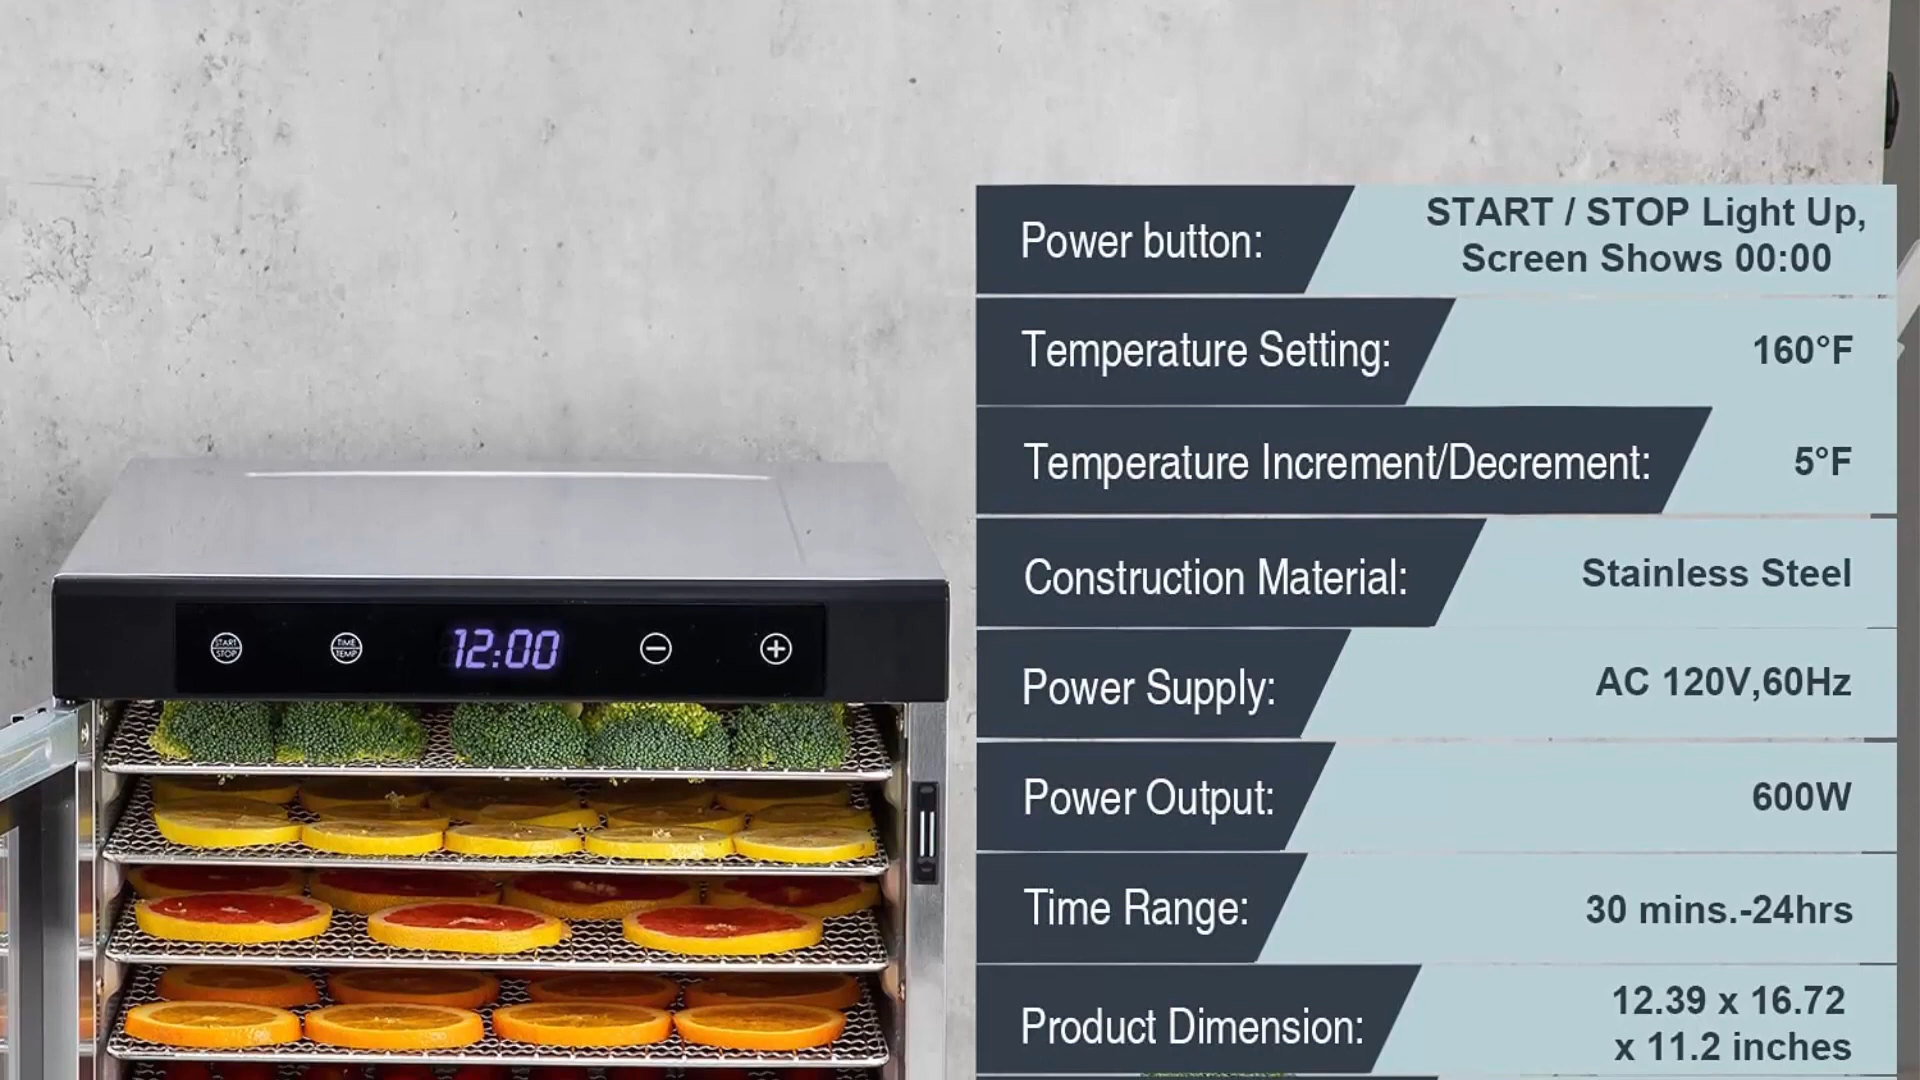 START
STOP
TIME
TEMP
12:00
Power button:
START / STOP Light Up,
Screen Shows 00:00
Temperature Setting:
160°F
Temperature Increment/Decrement:
5°F
Construction Material:
Stainless Steel
Power Supply:
AC 120V,60Hz
Power Output:
600W
Time Range:
30 mins.-24hrs
Product Dimension:
12.39 x 16.72
x 11.2 inches